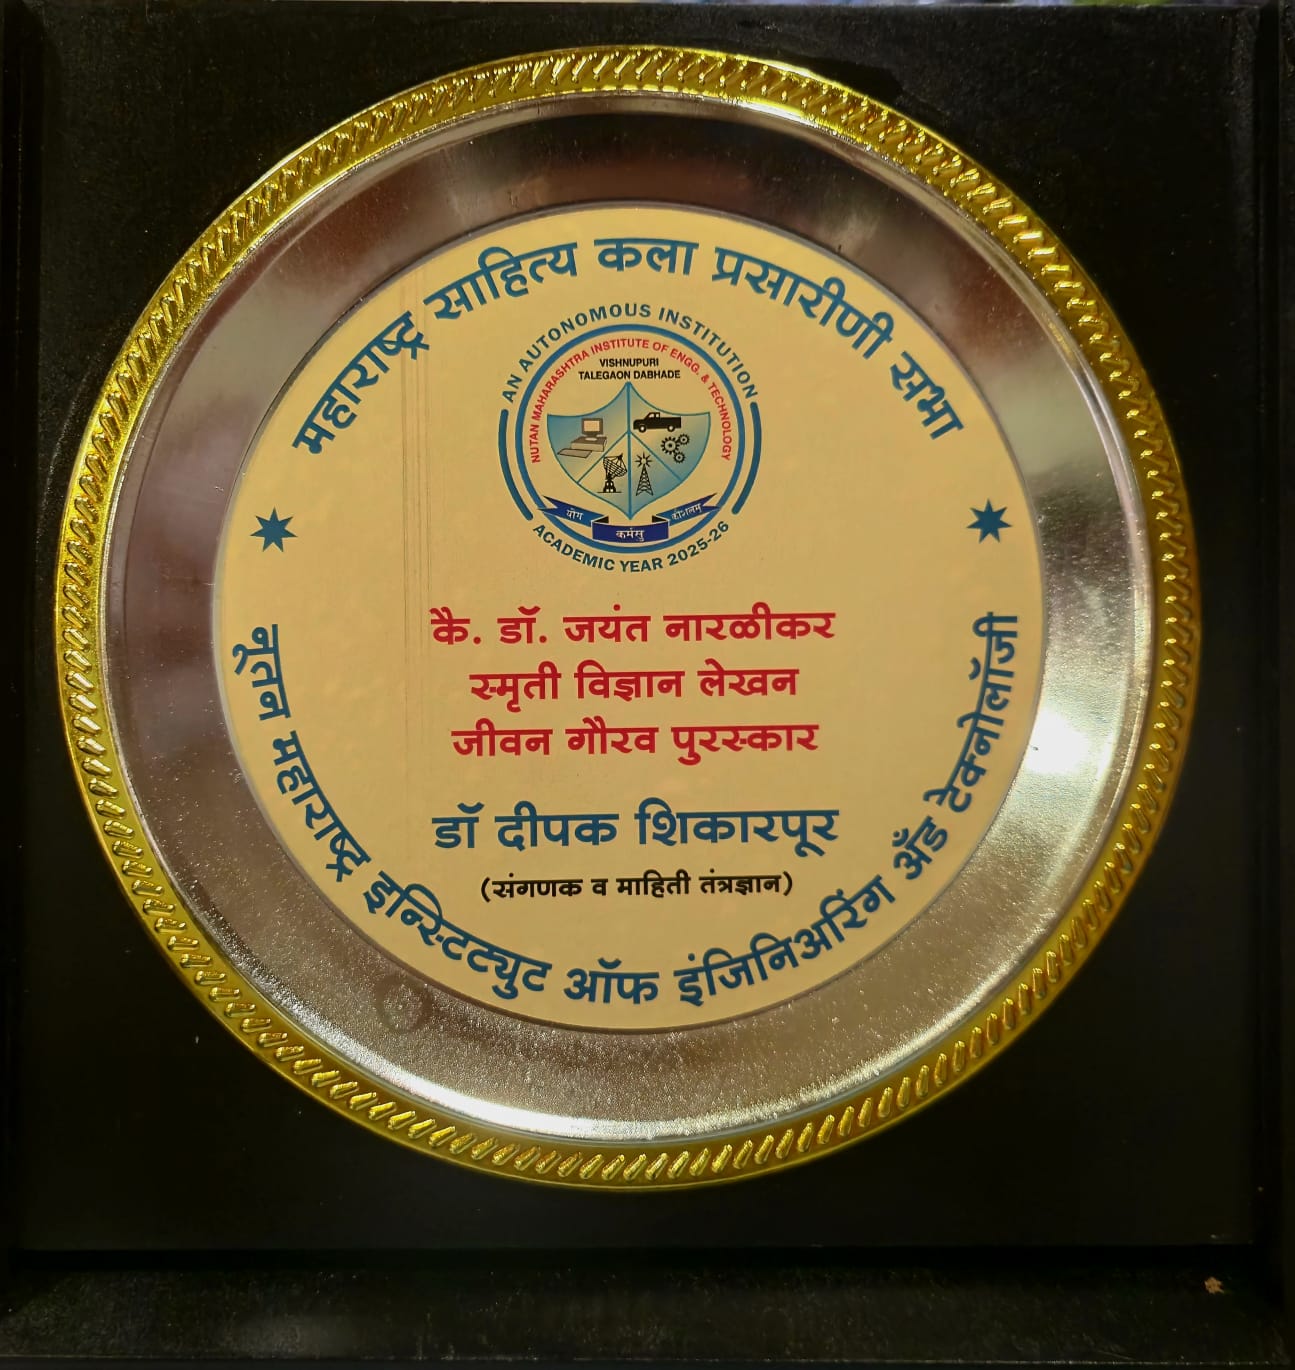 महाराष्ट्र साहित्य कला प्रसारीणी सभा
AN AUTONOMOUS INSTITUTION
NUTAN MAHARASHTRA INSTITUTE OF ENGG. & TECHNOLOGY
VISHNUPURI
TALEGAON DABHADE
योग
कर्मसु
कौशलम्
ACADEMIC YEAR 2025-26
कै. डॉ. जयंत नारळीकर
स्मृती विज्ञान लेखन
जीवन गौरव पुरस्कार
डॉ दीपक शिकारपूर
(संगणक व माहिती तंत्रज्ञान)
नूतन महाराष्ट्र इन्स्टिटट्युट ऑफ इंजिनिअरिंग अँड टेक्नोलॉजी